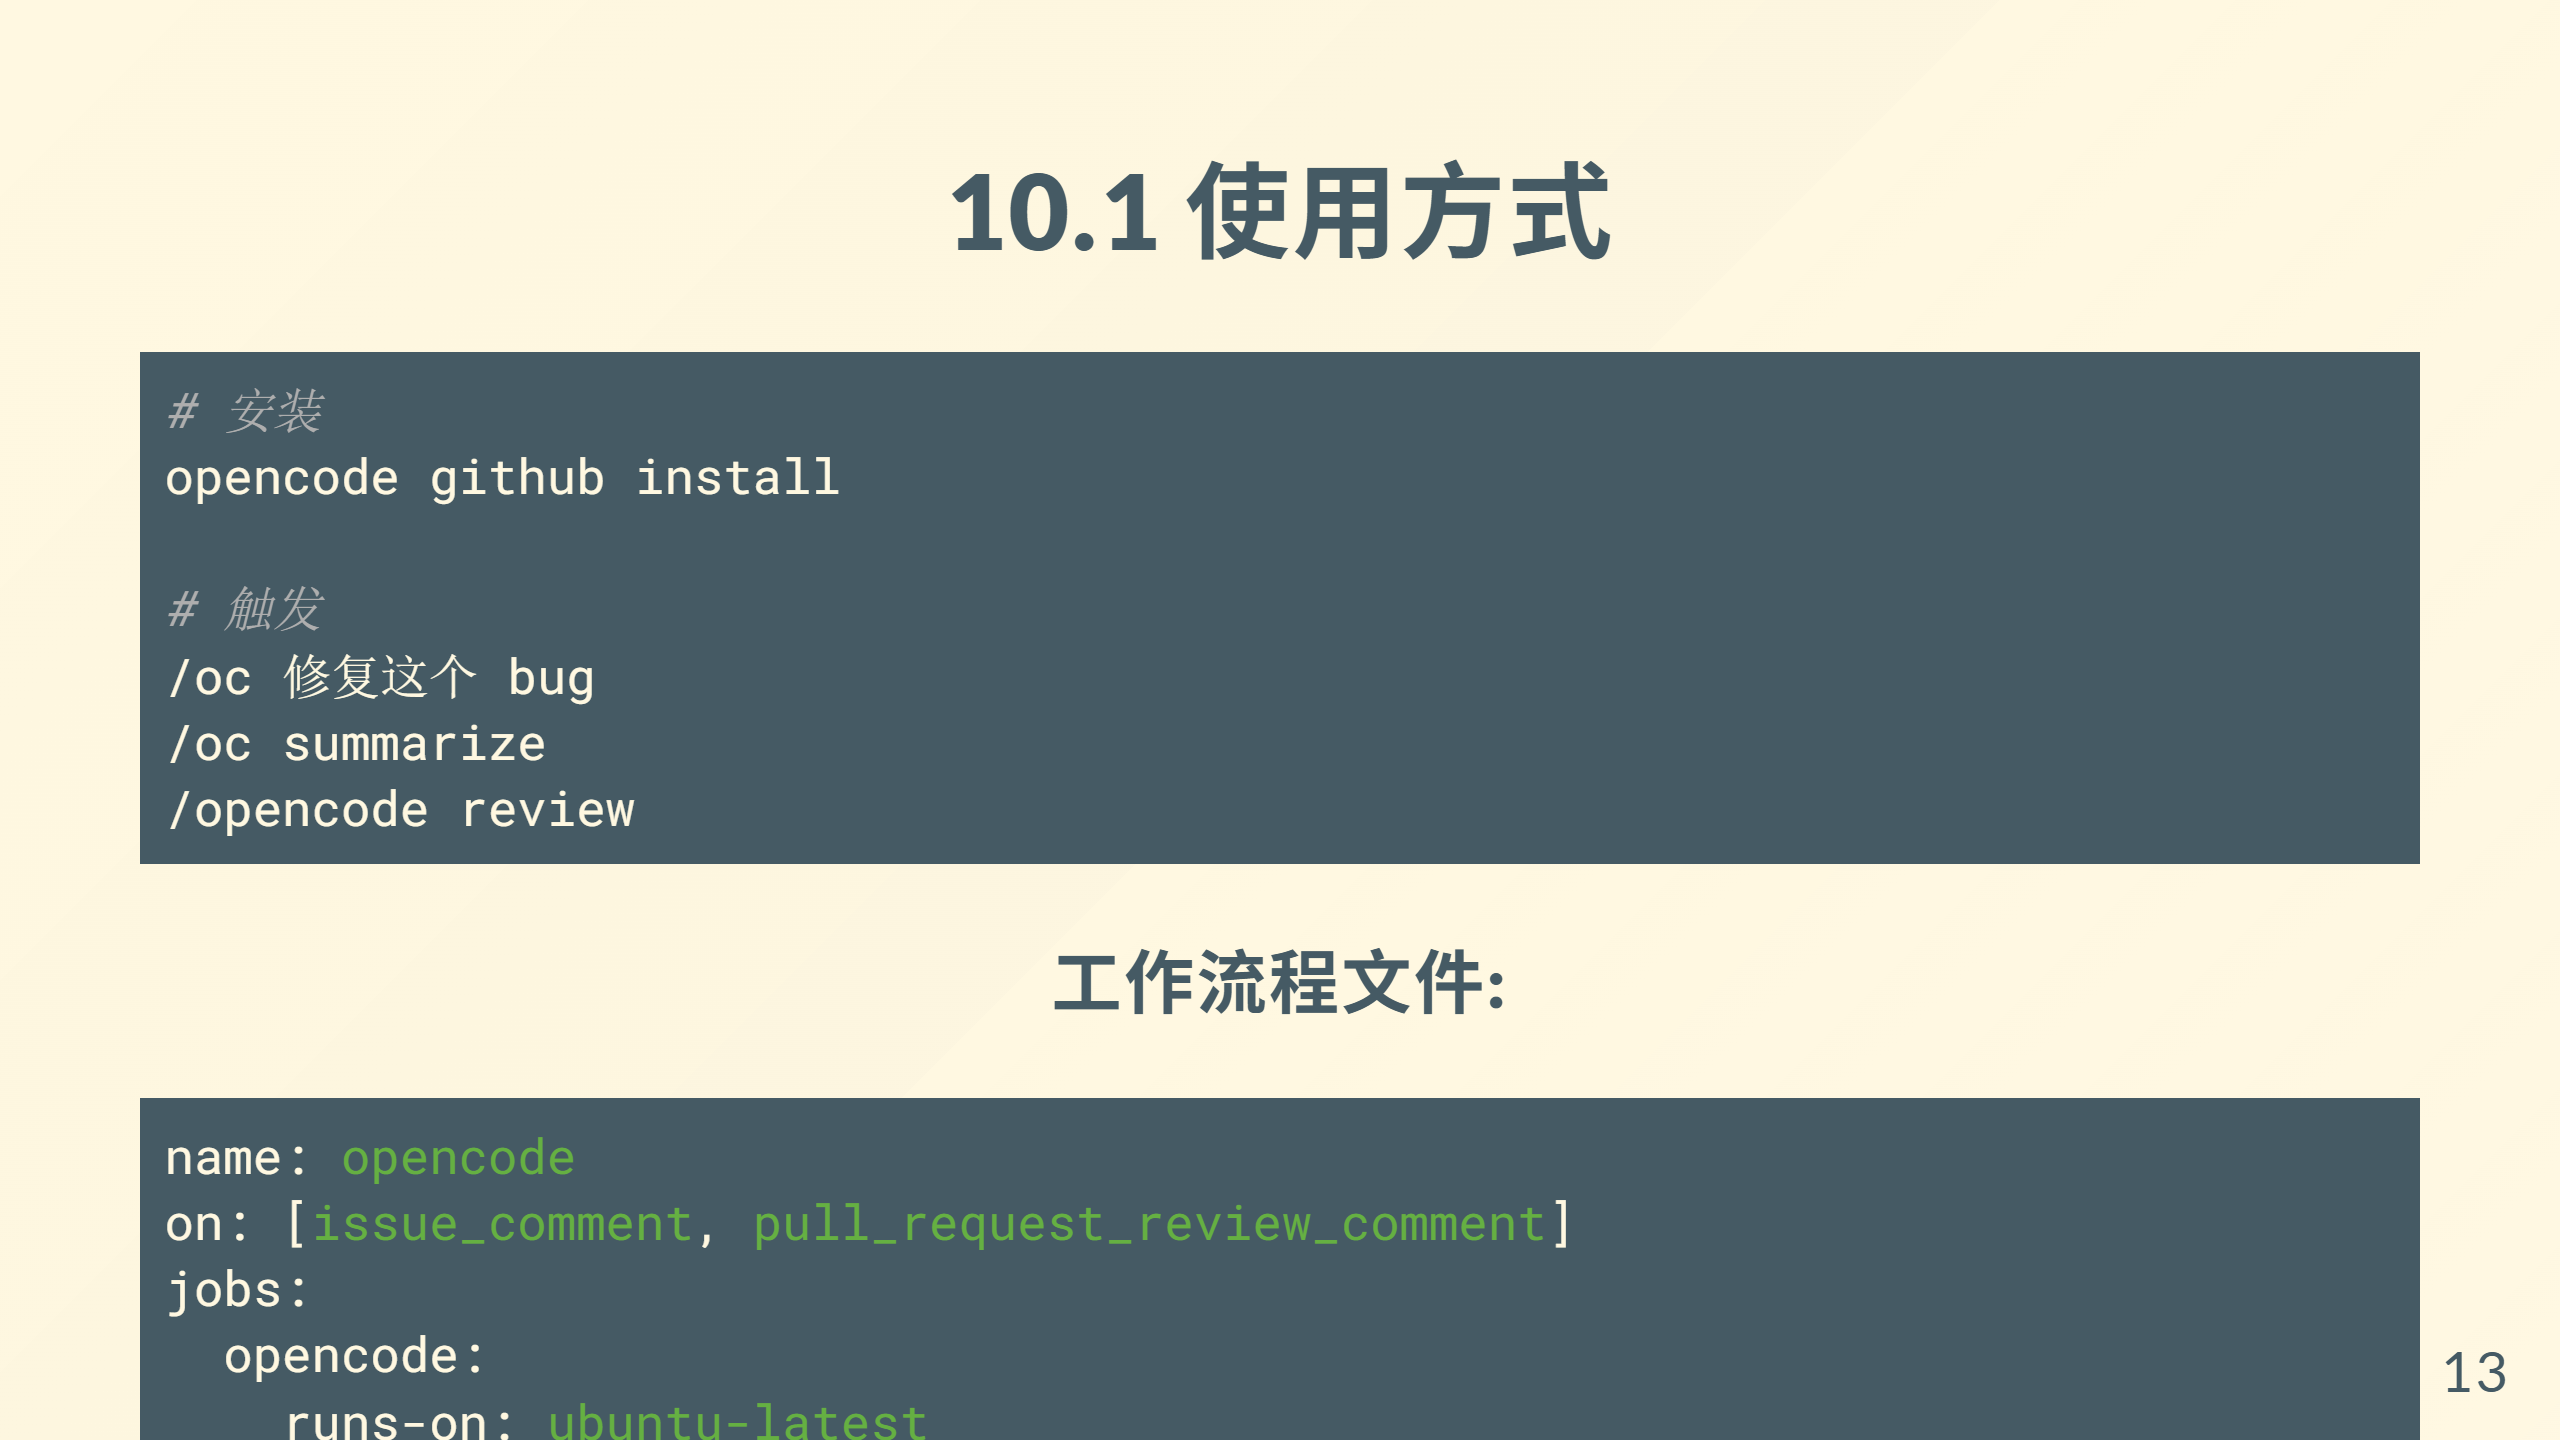 10.1 使用方式
# 安装
opencode github install
# 触发
/oc 修复这个 bug
/oc summarize
/opencode review
工作流程文件:
name: opencode
on: [issue_comment, pull_request_review_comment]
jobs:
  opencode:
    runs-on: ubuntu-latest
13